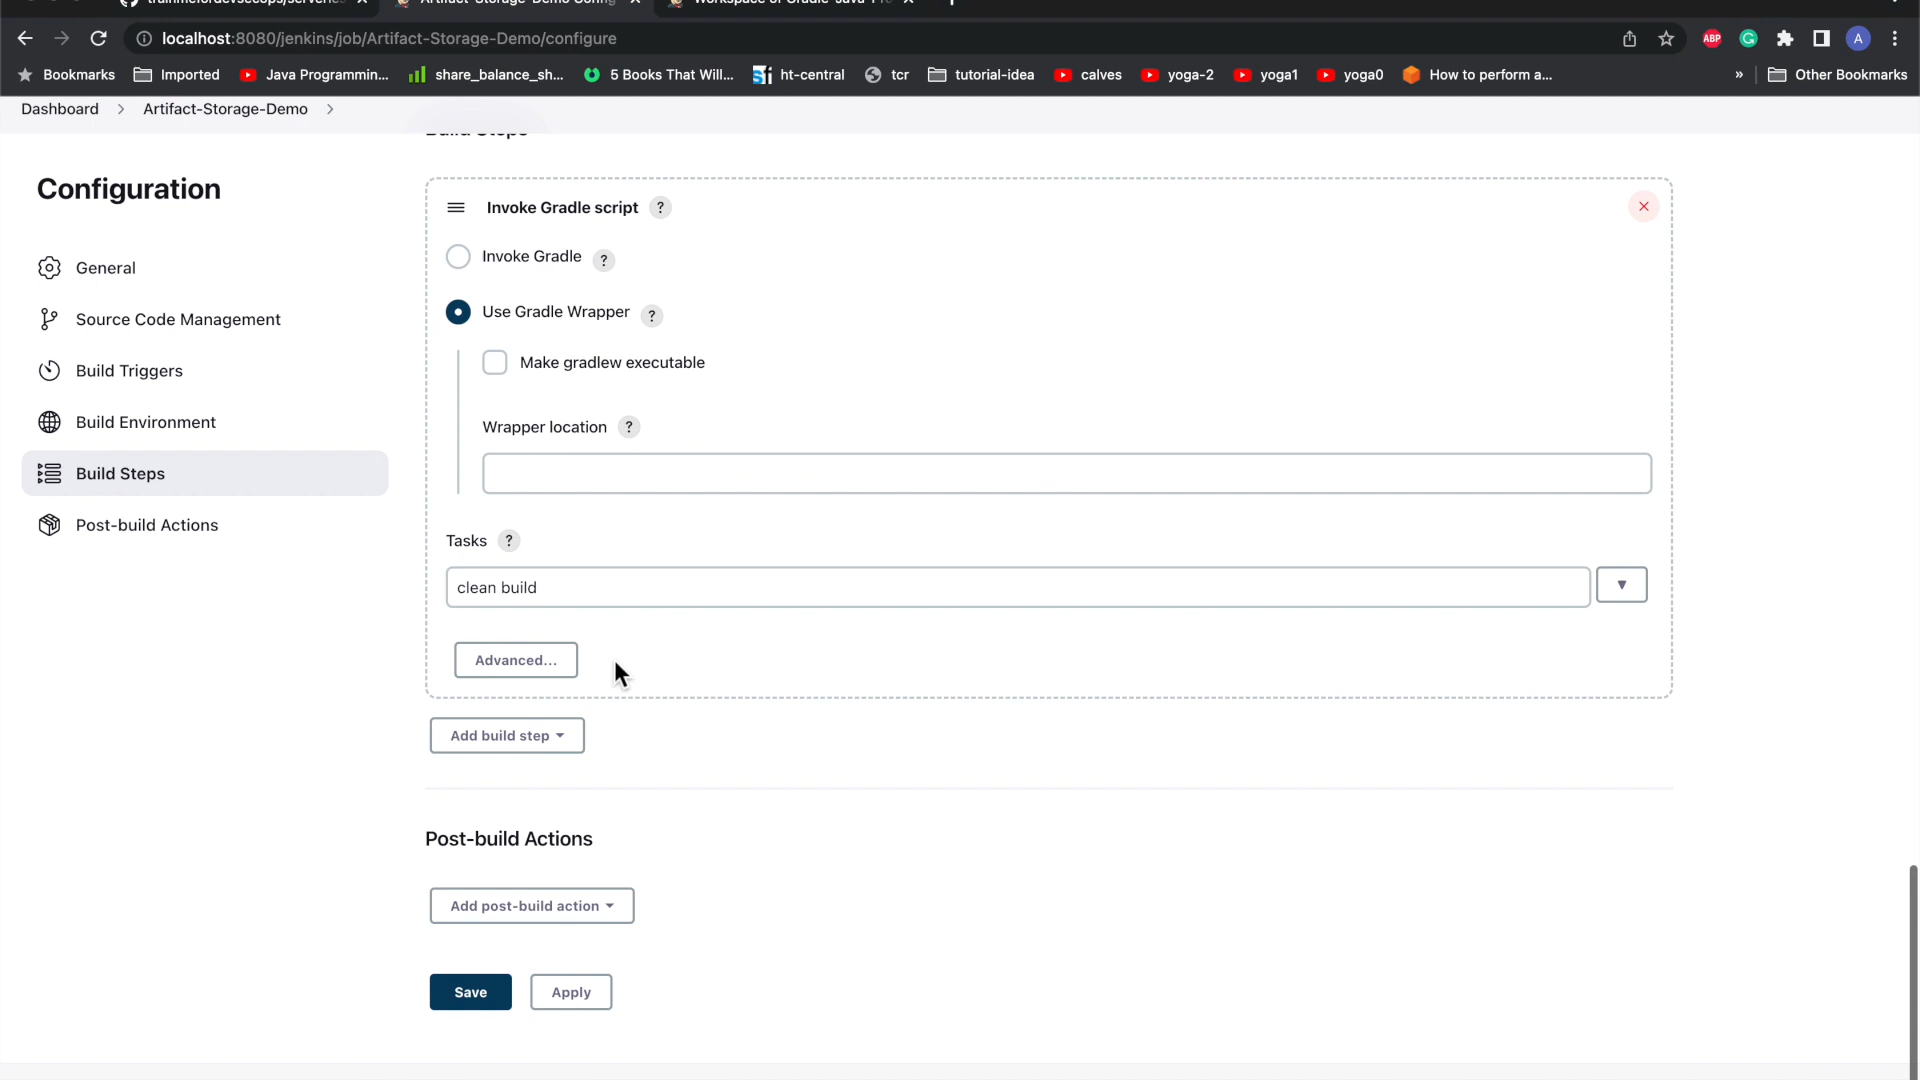 localhost:8080/jenkins/job/Artifact-Storage-Demo/configure
ABP
A
Bookmarks
Imported
Java Programmin...
share_balance_sh...
5 Books That Will...
ht-central
tcr
tutorial-idea
calves
yoga-2
yoga1
yoga0
How to perform a...
»
Other Bookmarks
Dashboard > Artifact-Storage-Demo >
Build Steps
Configuration
General
Source Code Management
Build Triggers
Build Environment
Build Steps
Post-build Actions
Invoke Gradle script ?
Invoke Gradle ?
Use Gradle Wrapper ?
Make gradlew executable
Wrapper location ?
Tasks ?
clean build
Advanced...
Add build step
Post-build Actions
Add post-build action
Save
Apply